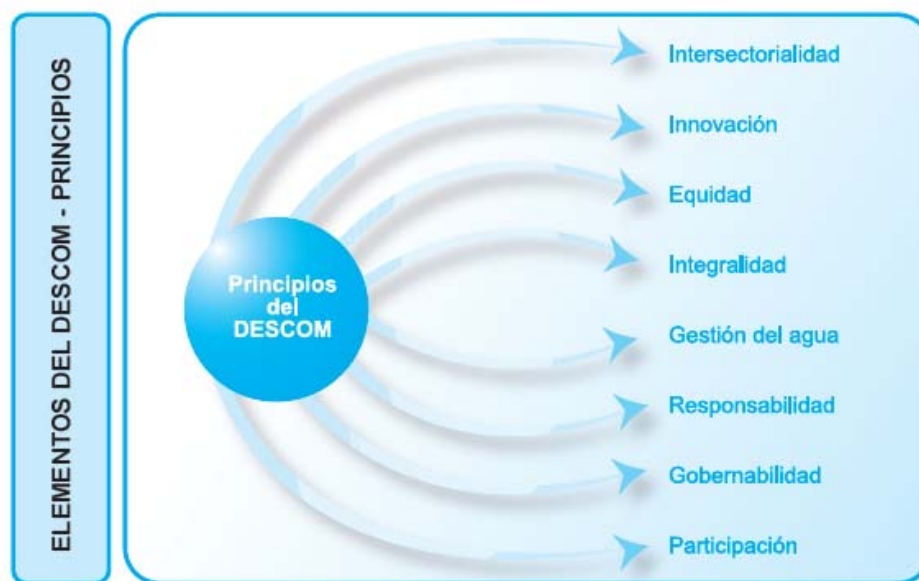 ELEMENTOS DEL DESCOM - PRINCIPIOS
Principios
del
DESCOM
Intersectorialidad
Innovación
Equidad
Integralidad
Gestión del agua
Responsabilidad
Gobernabilidad
Participación